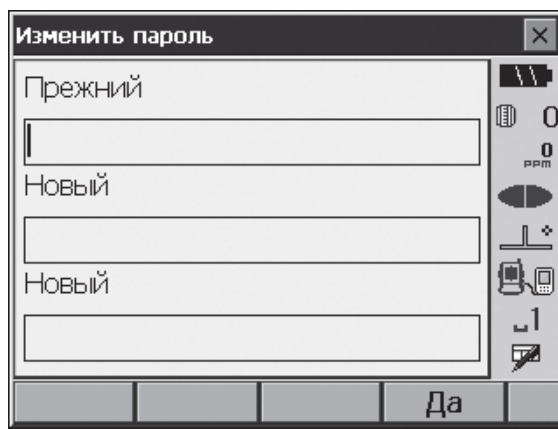 Изменить пароль
Прежний
0
0
ppm
Новый
Новый
1
Да